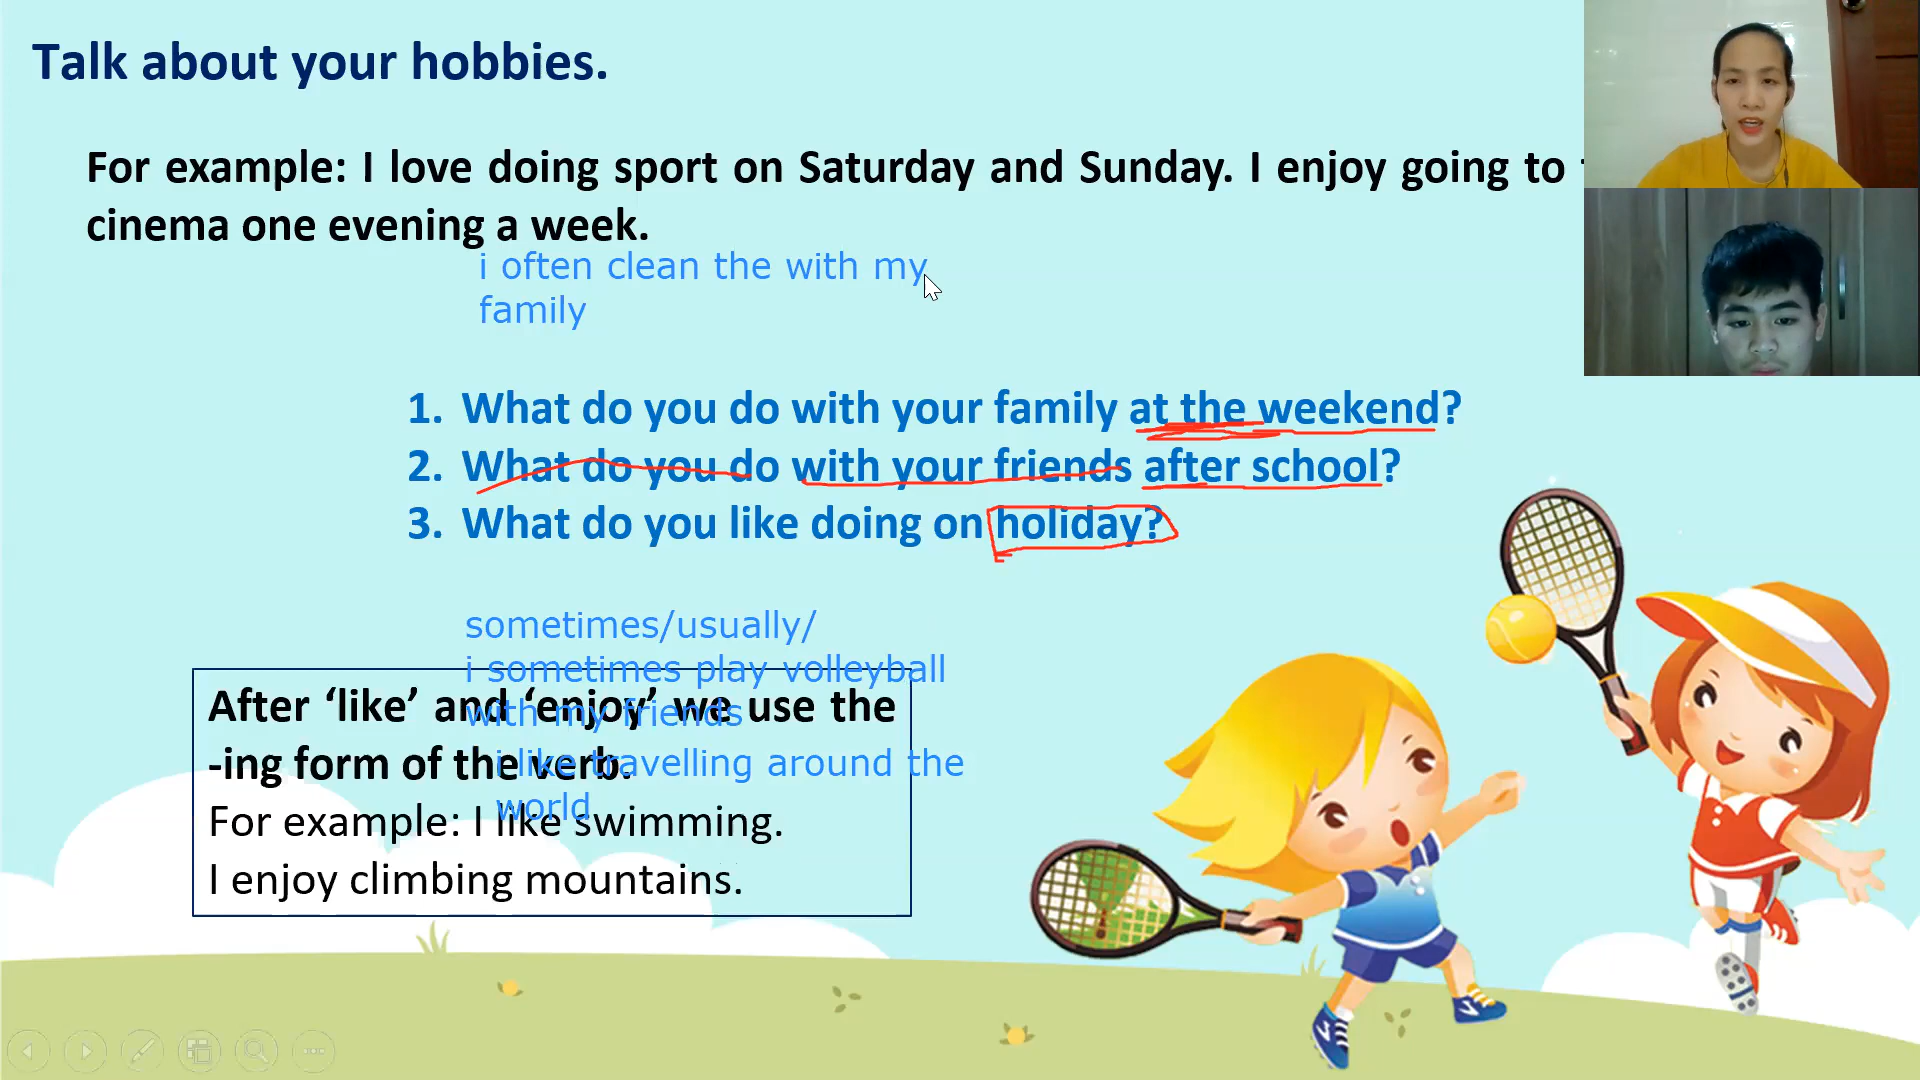 Talk about your hobbies.
For example: I love doing sport on Saturday and Sunday. I enjoy going to
cinema one evening a week.
i often clean the with my
family
1. What do you do with your family at the weekend?
2. What do you do with your friends after school?
3. What do you like doing on holiday?
sometimes/usually/
i sometimes play volleyball
with my friends
i like travelling around the
world
After ‘like’ and ‘enjoy’ we use the
-ing form of the verb.
For example: I like swimming.
I enjoy climbing mountains.